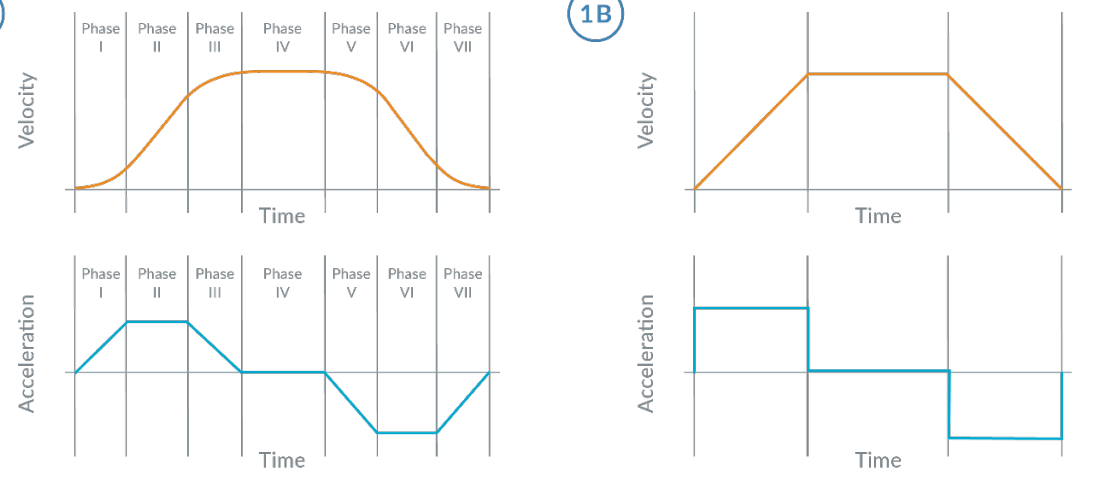 1B
Phase I
Phase II
Phase III
Phase IV
Phase V
Phase VI
Phase VII
Velocity
Time
Velocity
Time
Phase I
Phase II
Phase III
Phase IV
Phase V
Phase VI
Phase VII
Acceleration
Time
Acceleration
Time